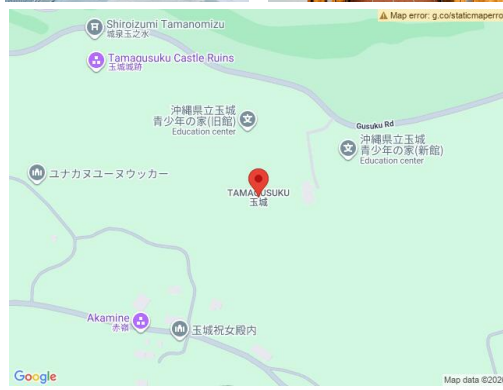 Map error: g.co/staticmaperro
Shiroizumi Tamanomizu
城泉玉之水
Tamagusuku Castle Ruins
玉城城跡
沖縄県立玉城
青少年の家(旧館)
Education center
Gusuku Rd
沖縄県立玉城
青少年の家(新館)
Education center
ユナカヌユーヌウッカー
TAMAGUSUKU
玉城
Akamine
赤嶺
玉城祝女殿内
Google
Map data ©2026